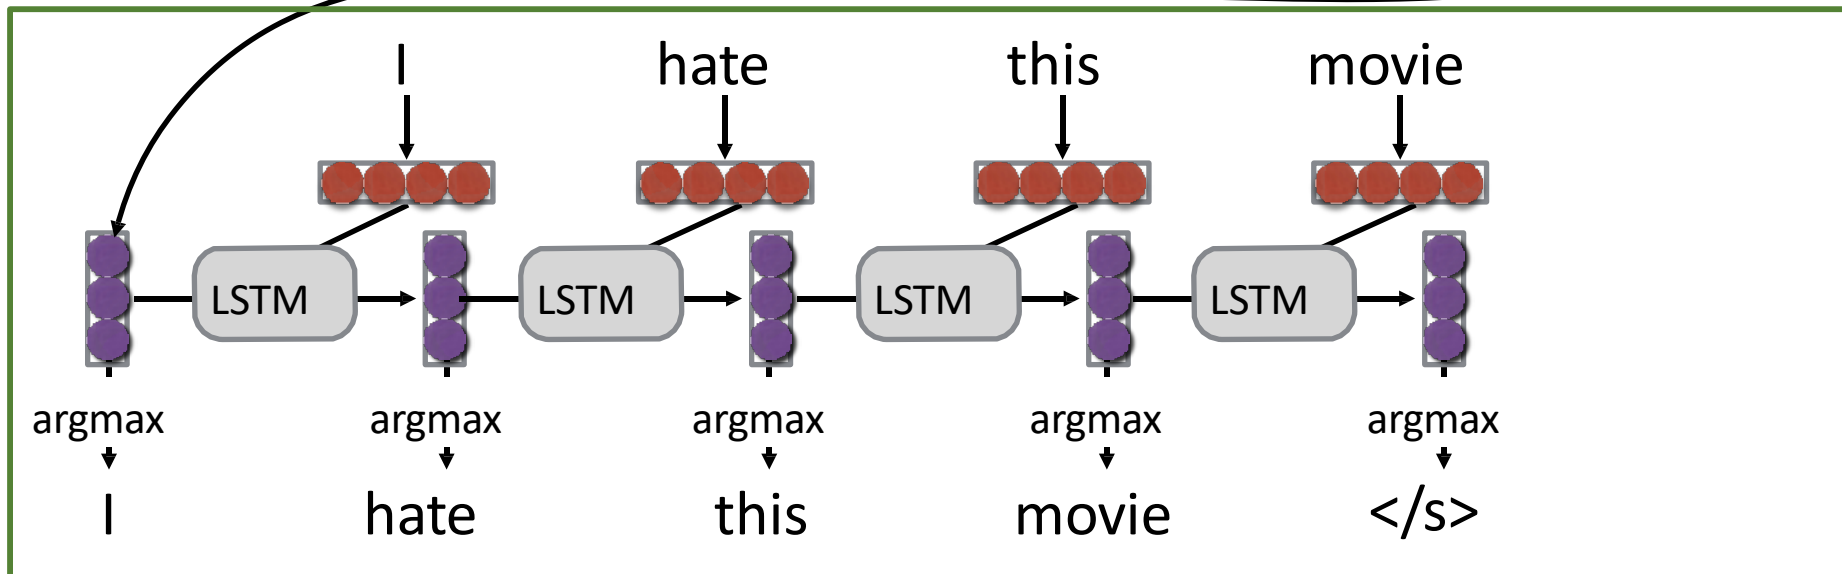 I hate this movie
LSTM LSTM LSTM LSTM
argmax argmax argmax argmax argmax
I hate this movie </s>